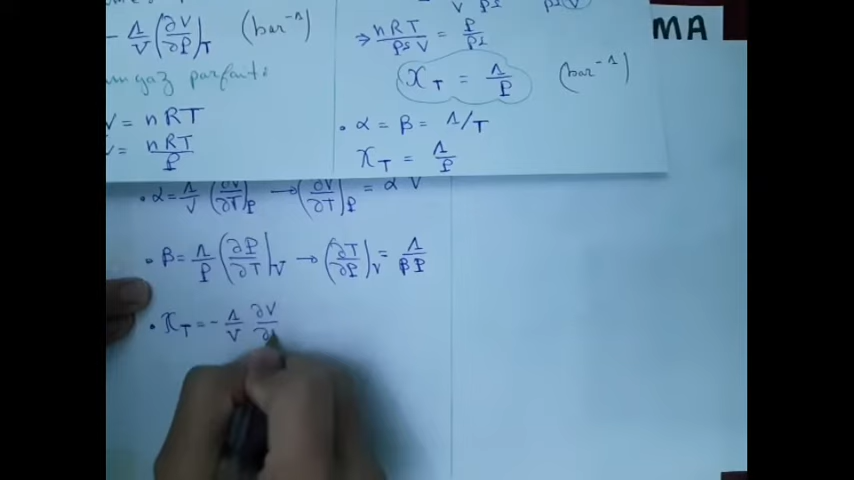 - 1/V (∂V/∂P)_T (bar⁻¹)
gaz parfait :
V = nRT
V = nRT/P
⇒ nRT/P²V = P/P²
χ_T = 1/P (bar⁻¹)
• α = β = 1/T
χ_T = 1/P
MA
• α = 1/V (∂V/∂T)_P → (∂V/∂T)_P = α V
• β = 1/P (∂P/∂T)_V → (∂T/∂P)_V = 1/βP
• χ_T = - 1/V ∂V/∂